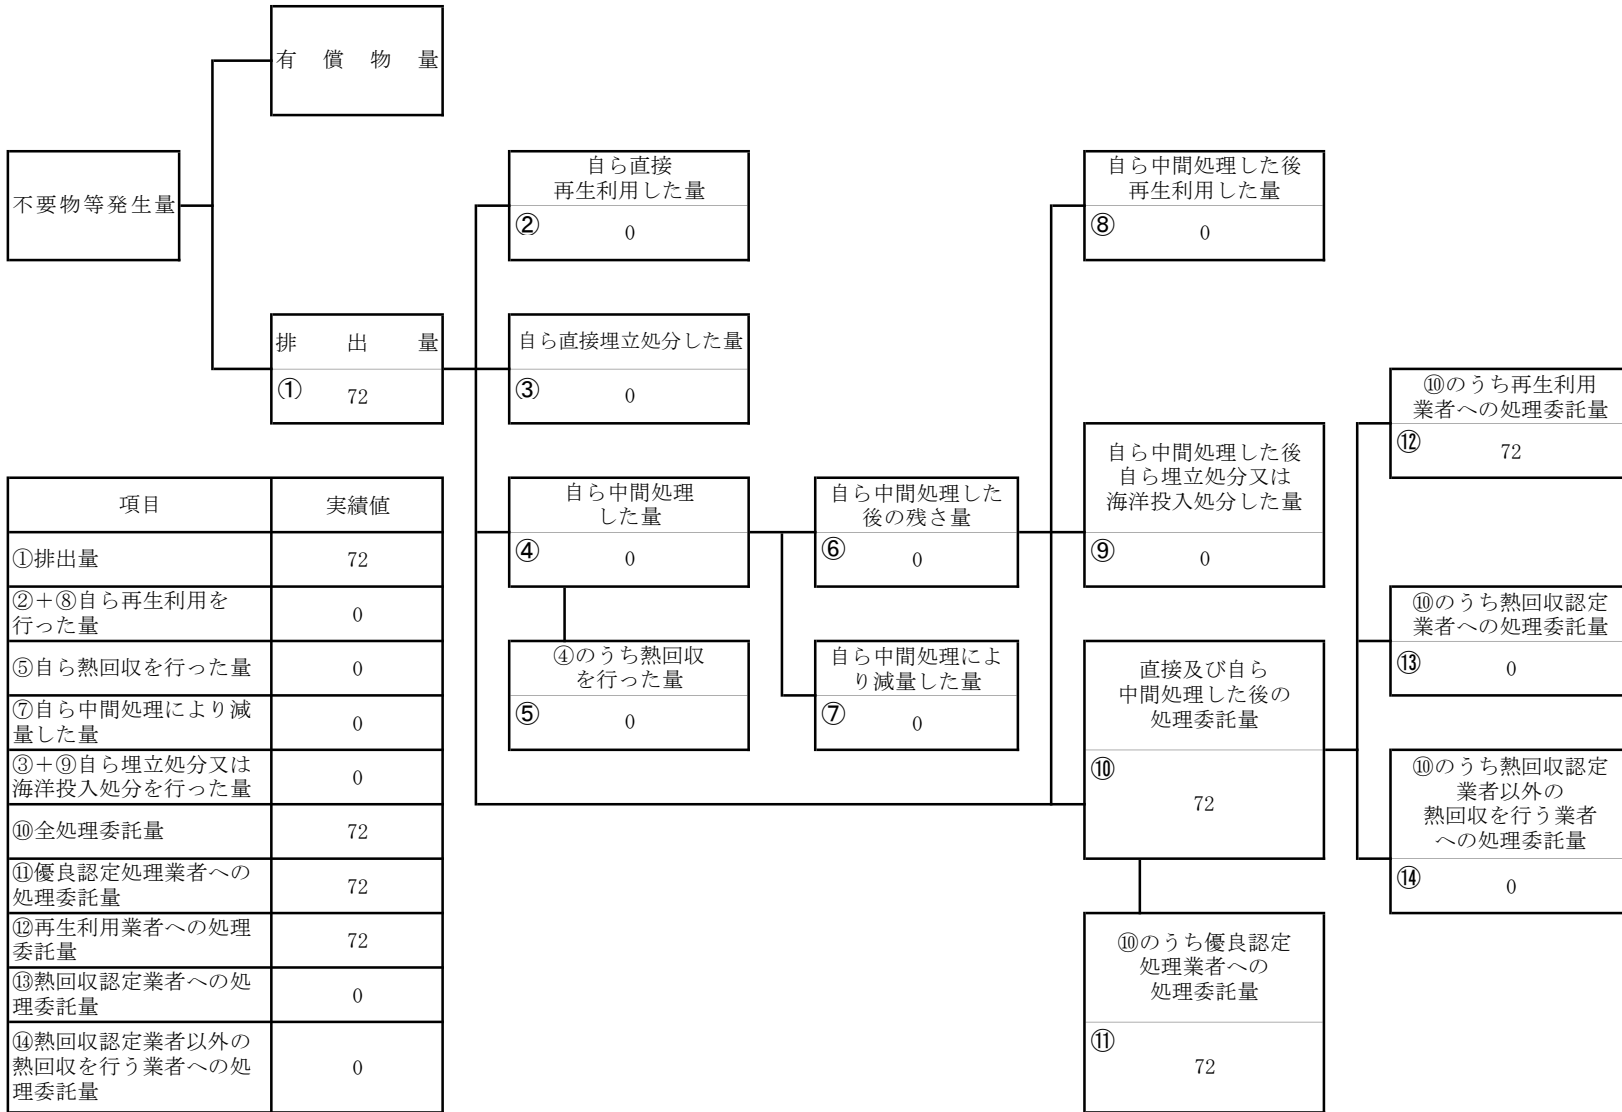 有償物量
不要物等発生量
自ら直接
再生利用した量
② 0
自ら中間処理した後
再生利用した量
⑧ 0
排出量
① 72
自ら直接埋立処分した量
③ 0
⑩のうち再生利用
業者への処理委託量
⑫ 72
自ら中間処理
した量
④ 0
自ら中間処理した
後の残さ量
⑥ 0
自ら中間処理した後
自ら埋立処分又は
海洋投入処分した量
⑨ 0
④のうち熱回収
を行った量
⑤ 0
自ら中間処理によ
り減量した量
⑦ 0
直接及び自ら
中間処理した後の
処理委託量
⑩ 72
⑩のうち熱回収認定
業者への処理委託量
⑬ 0
⑩のうち熱回収認定
業者以外の
熱回収を行う業者
への処理委託量
⑭ 0
⑩のうち優良認定
処理業者への
処理委託量
⑪ 72
項目 実績値
①排出量 72
②＋⑧自ら再生利用を
行った量 0
⑤自ら熱回収を行った量 0
⑦自ら中間処理により減
量した量 0
③＋⑨自ら埋立処分又は
海洋投入処分を行った量 0
⑩全処理委託量 72
⑪優良認定処理業者への
処理委託量 72
⑫再生利用業者への処理
委託量 72
⑬熱回収認定業者への処
理委託量 0
⑭熱回収認定業者以外の
熱回収を行う業者への処 0
理委託量